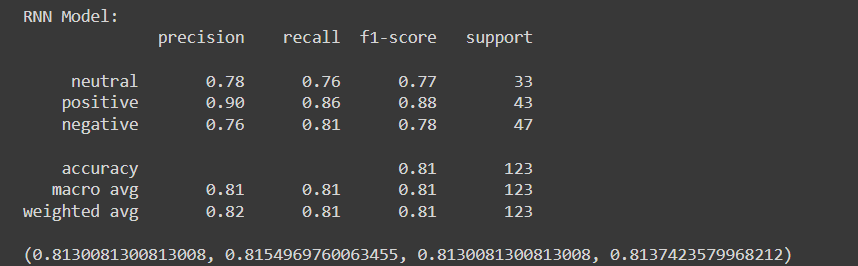 RNN Model:
precision recall f1-score support
neutral 0.78 0.76 0.77 33
positive 0.90 0.86 0.88 43
negative 0.76 0.81 0.78 47
accuracy 0.81 123
macro avg 0.81 0.81 0.81 123
weighted avg 0.82 0.81 0.81 123
(0.8130081300813008, 0.8154969760063455, 0.8130081300813008, 0.8137423579968212)